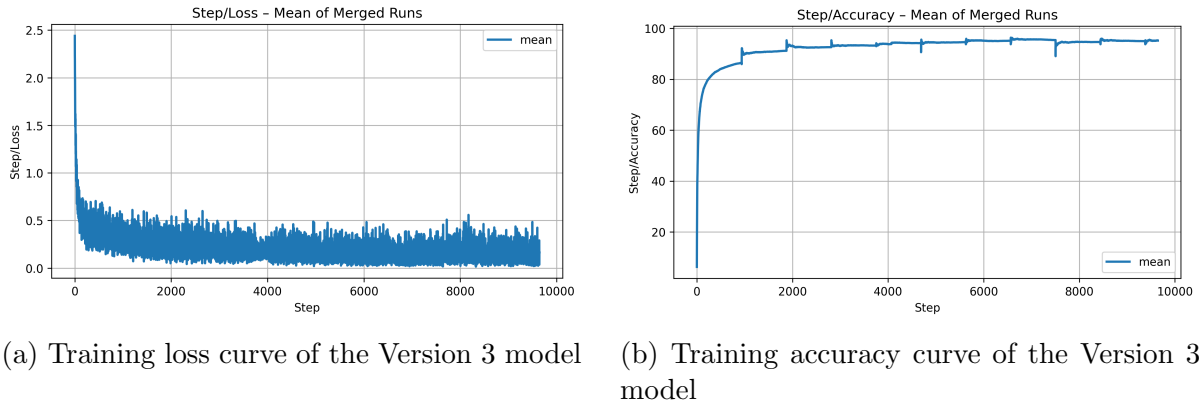 Step/Loss – Mean of Merged Runs
mean
2.5
2.0
1.5
1.0
0.5
0.0
Step/Loss
0 2000 4000 6000 8000 10000
Step
(a) Training loss curve of the Version 3 model
Step/Accuracy – Mean of Merged Runs
100
80
60
40
20
Step/Accuracy
mean
0 2000 4000 6000 8000 10000
Step
(b) Training accuracy curve of the Version 3
model